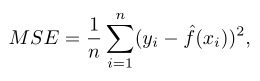 $MSE = \frac{1}{n} \sum_{i=1}^{n} (y_i - \hat{f}(x_i))^2,$